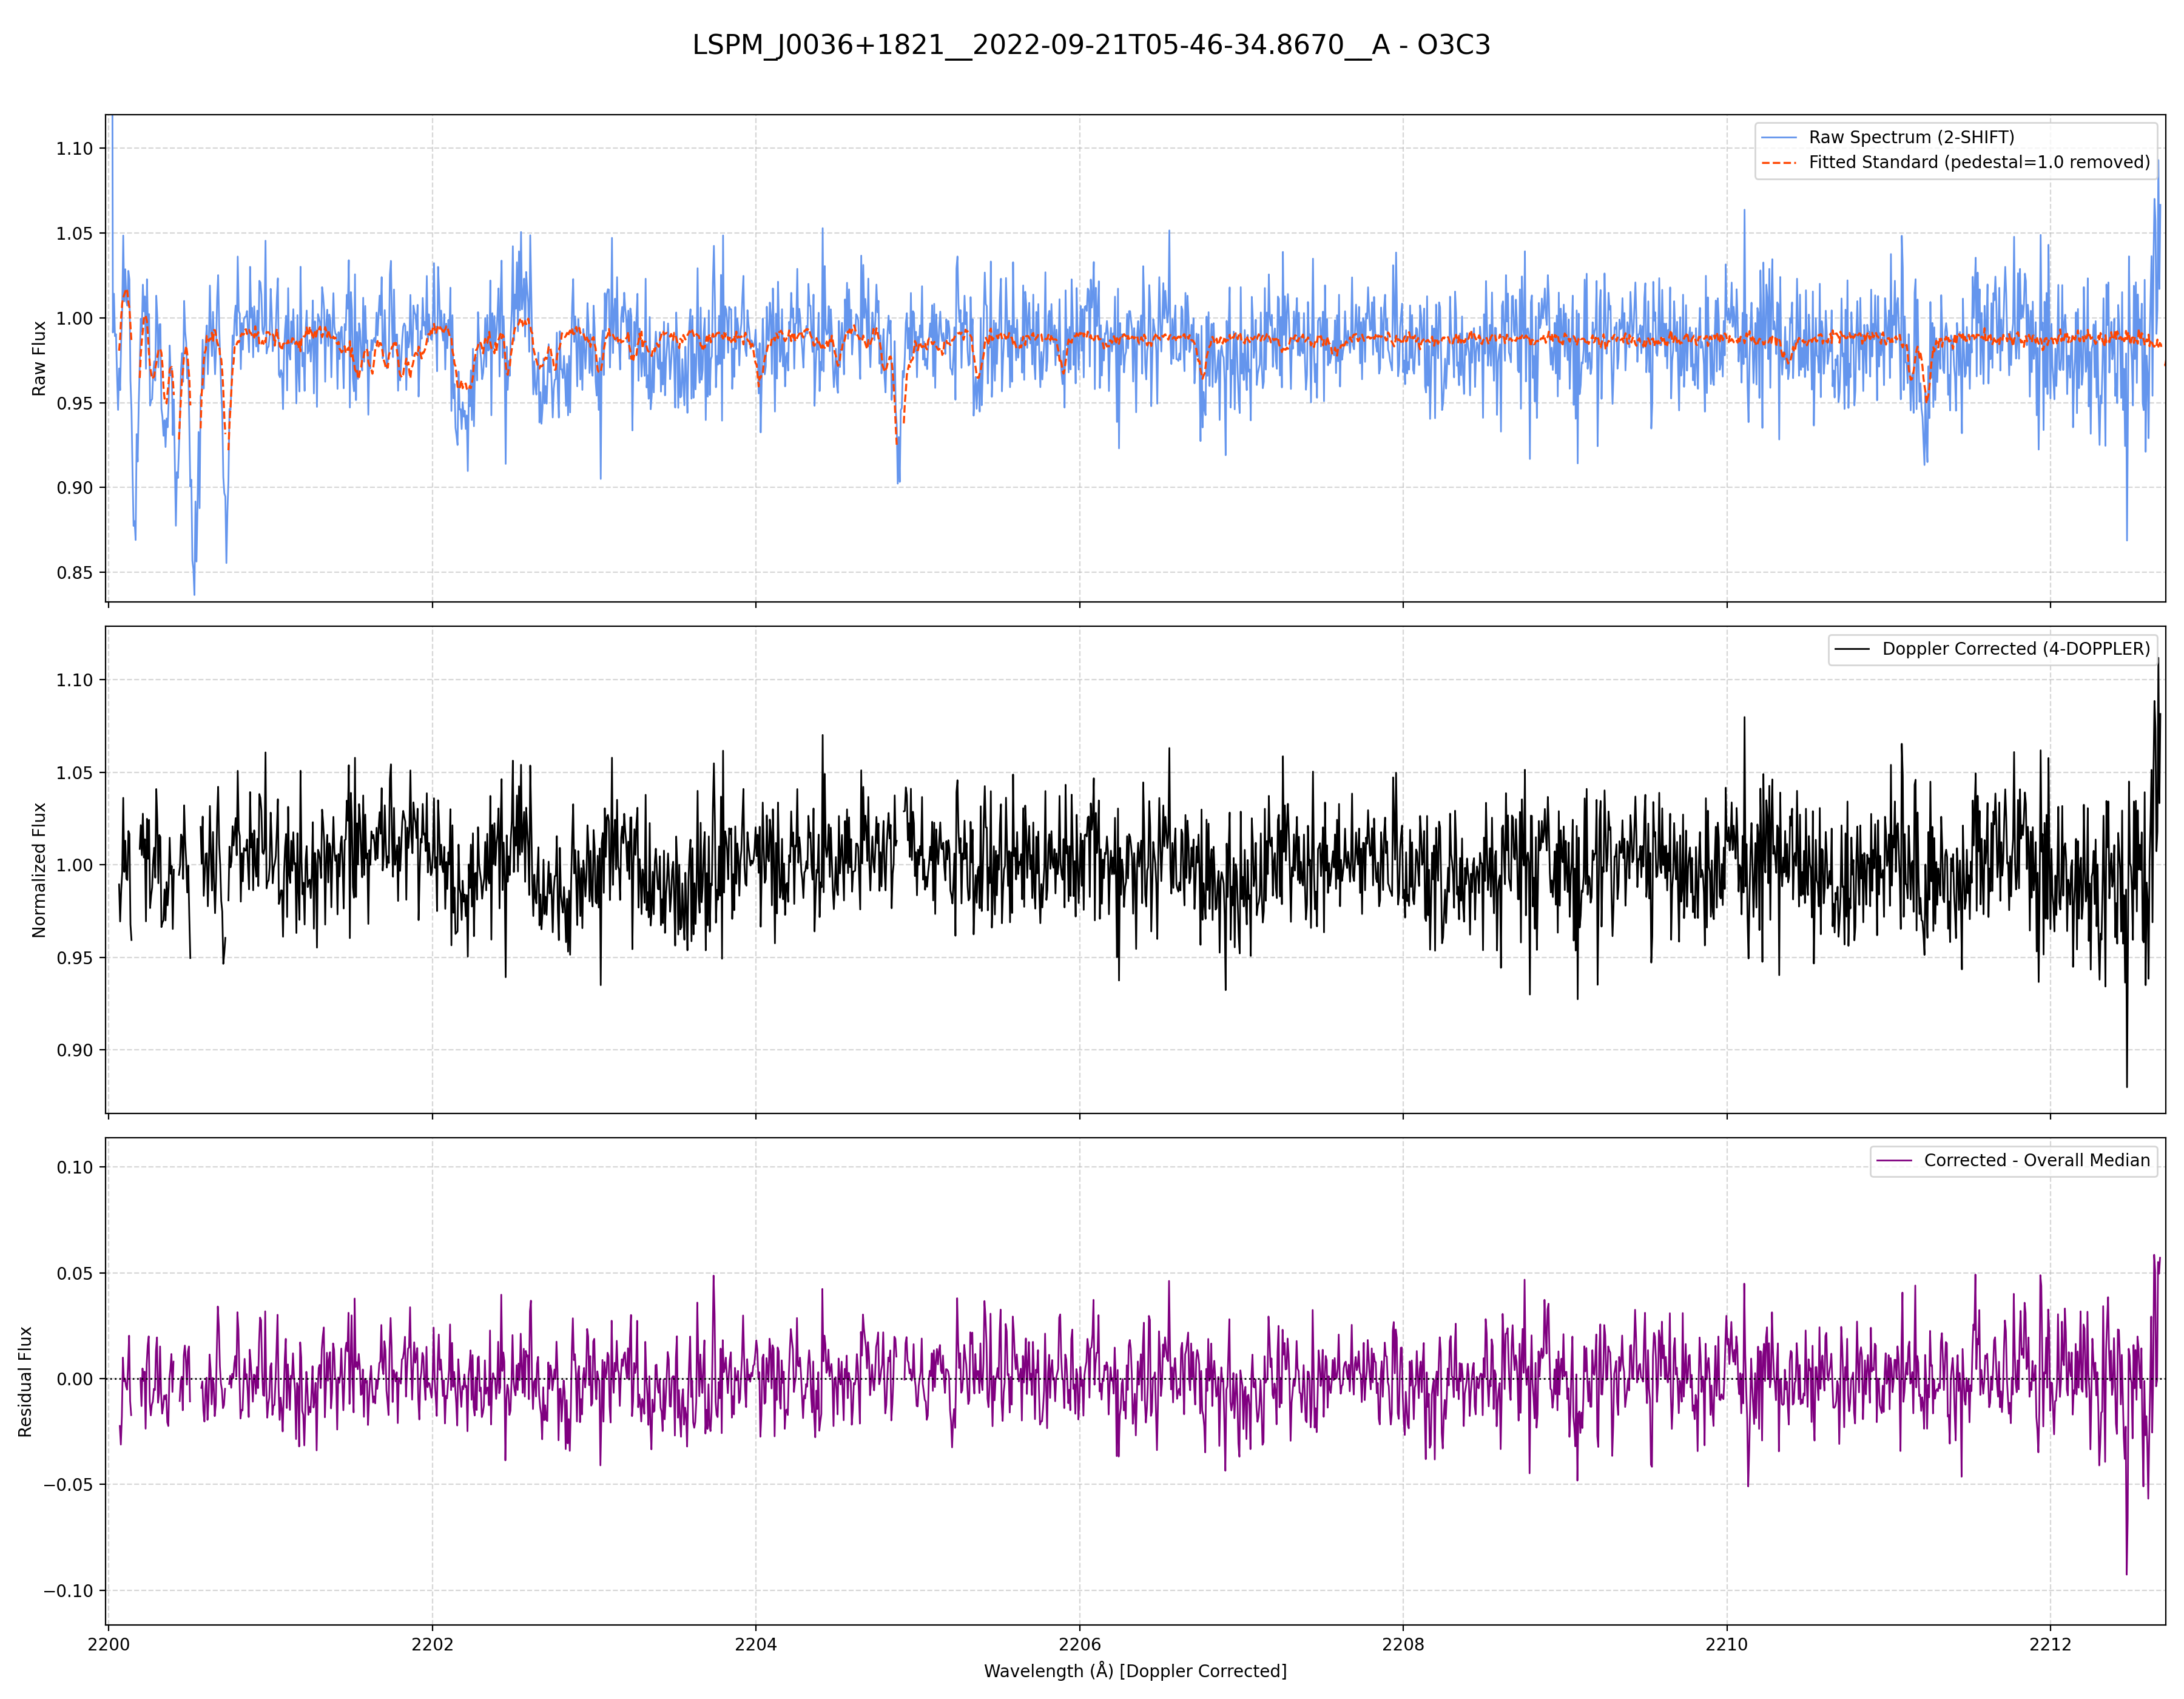 LSPM_J0036+1821__2022-09-21T05-46-34.8670__A - O3C3
Raw Spectrum (2-SHIFT)
Fitted Standard (pedestal=1.0 removed)
Raw Flux
1.10
1.05
1.00
0.95
0.90
0.85
Doppler Corrected (4-DOPPLER)
Normalized Flux
1.10
1.05
1.00
0.95
0.90
Corrected - Overall Median
Residual Flux
0.10
0.05
0.00
−0.05
−0.10
2200
2202
2204
2206
2208
2210
2212
Wavelength (Å) [Doppler Corrected]